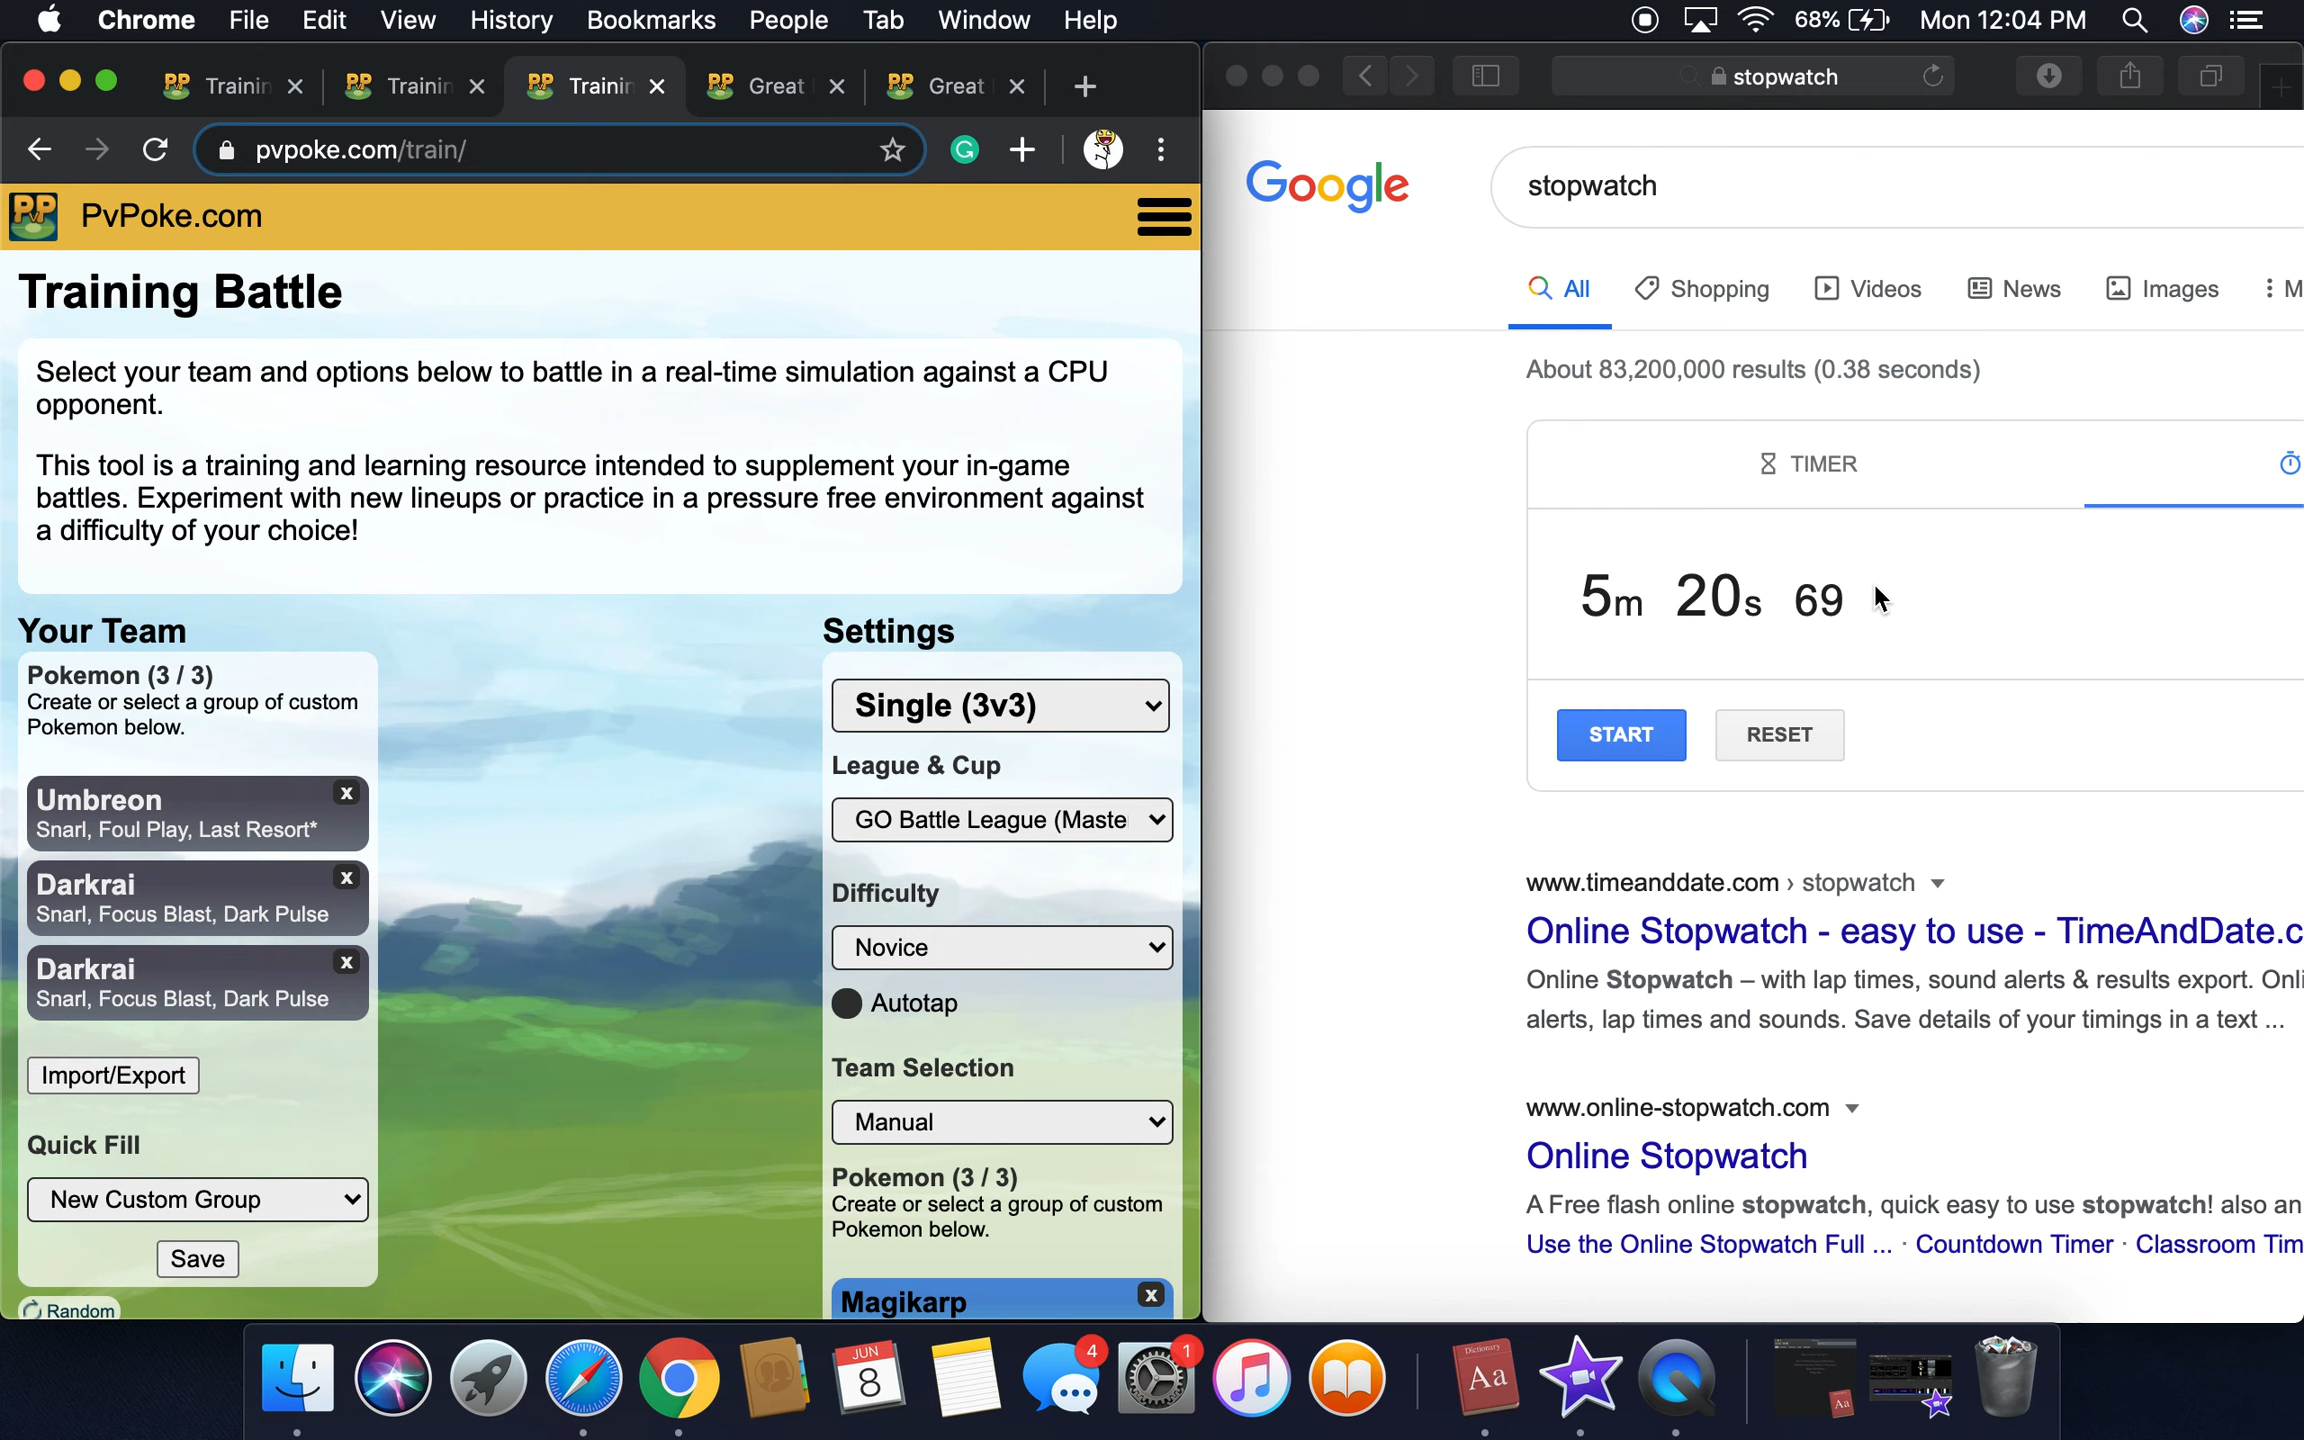 Chrome File Edit View History Bookmarks People Tab Window Help 68% Mon 12:04 PM
Trainin Trainin Trainin Great Great
stopwatch
pvpoke.com/train/
PvPoke.com
Training Battle
Select your team and options below to battle in a real-time simulation against a CPU
opponent.
This tool is a training and learning resource intended to supplement your in-game
battles. Experiment with new lineups or practice in a pressure free environment against
a difficulty of your choice!
Your Team
Pokemon (3 / 3)
Create or select a group of custom
Pokemon below.
Umbreon x
Snarl, Foul Play, Last Resort*
Darkrai x
Snarl, Focus Blast, Dark Pulse
Darkrai x
Snarl, Focus Blast, Dark Pulse
Import/Export
Quick Fill
New Custom Group
Save
Random
Settings
Single (3v3)
League & Cup
GO Battle League (Maste
Difficulty
Novice
Autotap
Team Selection
Manual
Pokemon (3 / 3)
Create or select a group of custom
Pokemon below.
Magikarp x
Google
stopwatch
All Shopping Videos News Images M
About 83,200,000 results (0.38 seconds)
TIMER
5m 20s 69
START RESET
www.timeanddate.com › stopwatch
Online Stopwatch - easy to use - TimeAndDate.c
Online Stopwatch – with lap times, sound alerts & results export. Onli
alerts, lap times and sounds. Save details of your timings in a text ...
www.online-stopwatch.com
Online Stopwatch
A Free flash online stopwatch, quick easy to use stopwatch! also an
Use the Online Stopwatch Full ... · Countdown Timer · Classroom Tim
JUN
8
4
1
Dictionary
Aa
Aa